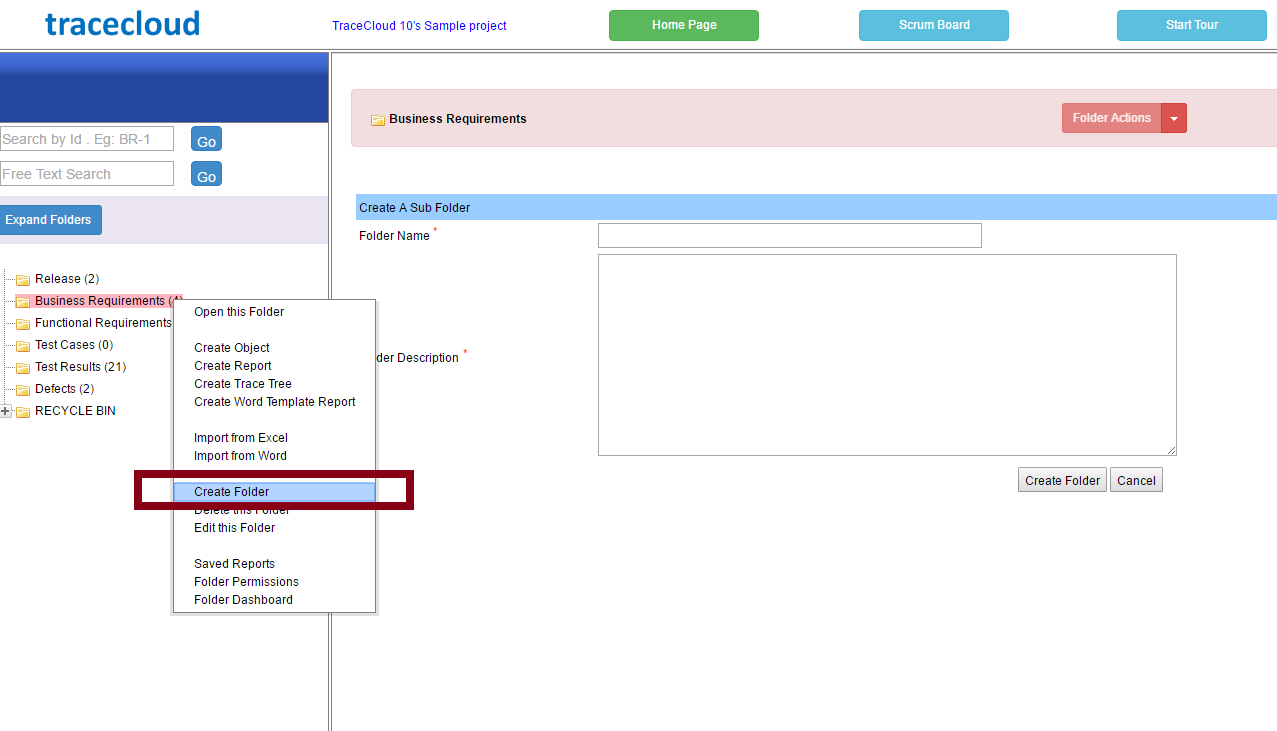 tracecloud
TraceCloud 10's Sample project
Home Page
Scrum Board
Start Tour
Search by Id . Eg: BR-1
Go
Free Text Search
Go
Expand Folders
Release (2)
Business Requirements (4)
Functional Requirements
Test Cases (0)
Test Results (21)
Defects (2)
RECYCLE BIN
Open this Folder
Create Object
Create Report
Create Trace Tree
Create Word Template Report
Import from Excel
Import from Word
Create Folder
Delete this Folder
Edit this Folder
Saved Reports
Folder Permissions
Folder Dashboard
Business Requirements
Folder Actions
Create A Sub Folder
Folder Name *
der Description *
Create Folder
Cancel